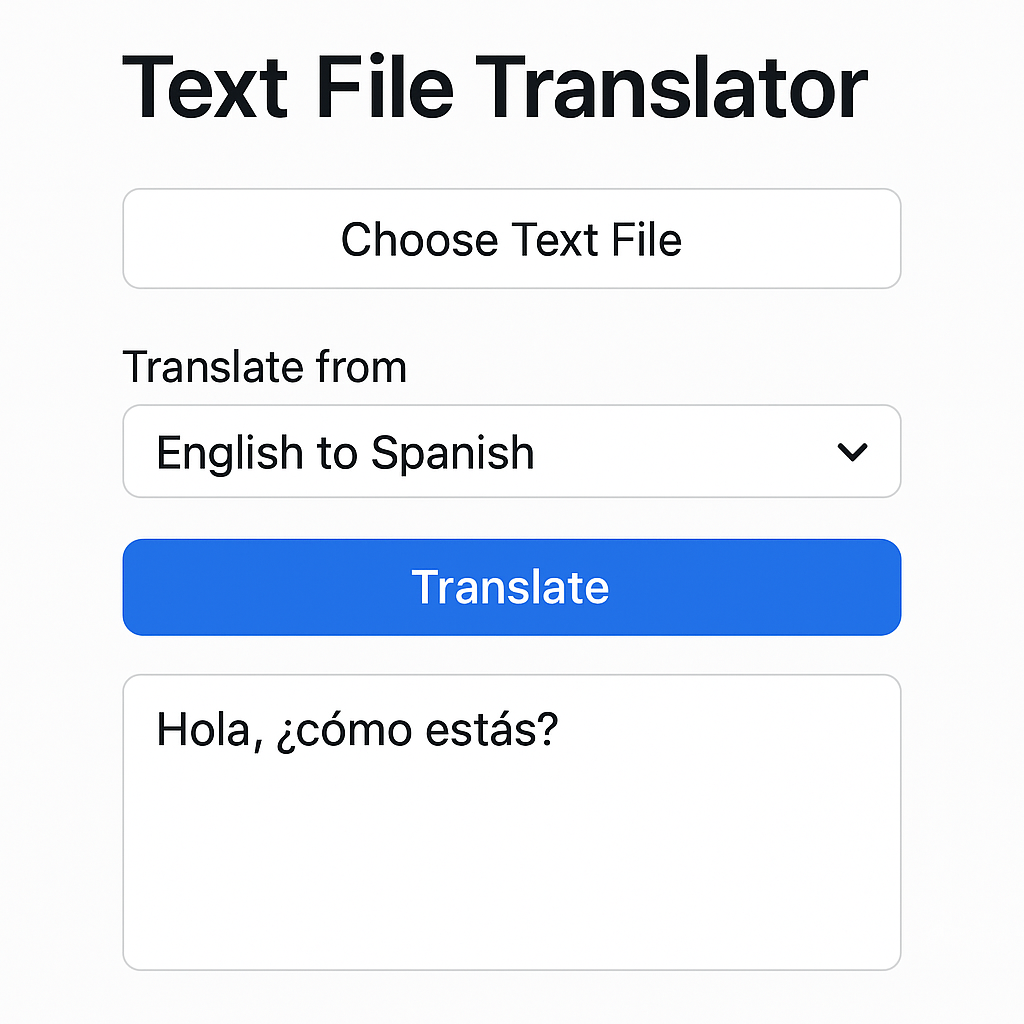 Text File Translator
Choose Text File
Translate from
English to Spanish
Translate
Hola, ¿cómo estás?